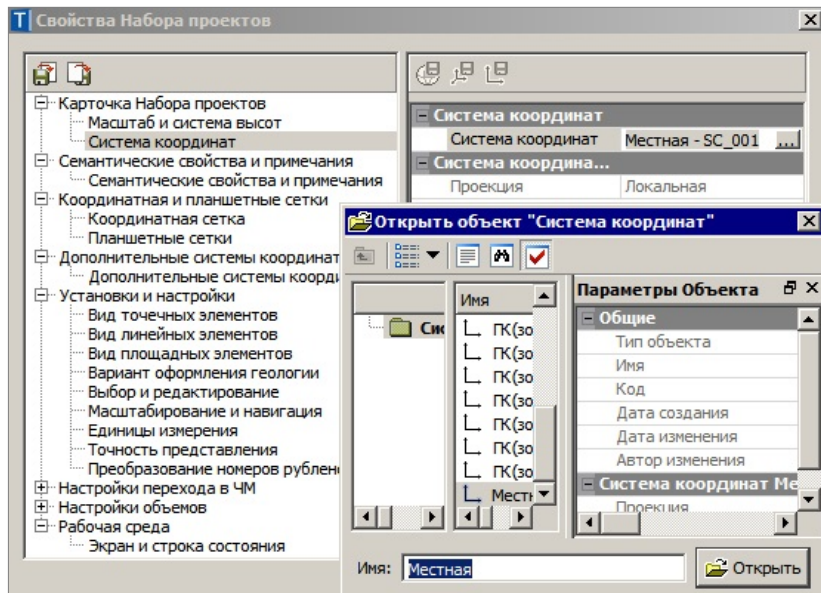 Свойства Набора проектов
Карточка Набора проектов
Масштаб и система высот
Система координат
Семантические свойства и примечания
Семантические свойства и примечания
Координатная и планшетные сетки
Координатная сетка
Планшетные сетки
Дополнительные системы координат
Дополнительные системы коорди
Установки и настройки
Вид точечных элементов
Вид линейных элементов
Вид площадных элементов
Вариант оформления геологии
Выбор и редактирование
Масштабирование и навигация
Единицы измерения
Точность представления
Преобразование номеров рублен
Настройки перехода в ЧМ
Настройки объемов
Рабочая среда
Экран и строка состояния
Система координат
Система координат Местная - SC_001 ...
Система координа...
Проекция Локальная
Открыть объект "Система координат"
Сис
Имя
ГК(зо
ГК(зо
ГК(зо
ГК(зо
ГК(зо
ГК(зо
ГК(зо
Местн
Параметры Объекта
Общие
Тип объекта
Имя
Код
Дата создания
Дата изменения
Автор изменения
Система координат Ме
Проекция
Имя: Местная
Открыть